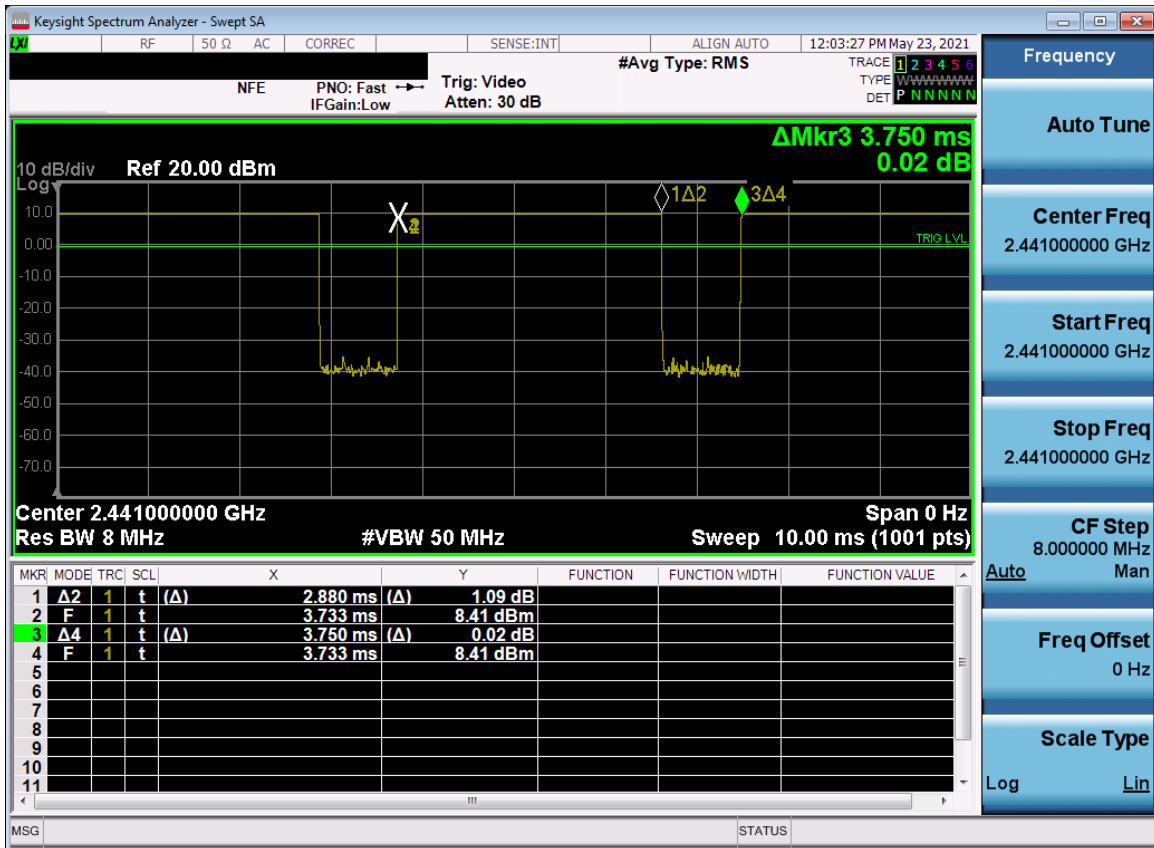 Keysight Spectrum Analyzer - Swept SA
LXI RF 50 Ω AC CORREC SENSE:INT ALIGN AUTO 12:03:27 PM May 23, 2021
#Avg Type: RMS TRACE 1 2 3 4 5 6
NFE PNO: Fast Trig: Video TYPE WWWWWW
IFGain:Low Atten: 30 dB DET P N N N N N
ΔMkr3 3.750 ms
0.02 dB
10 dB/div Ref 20.00 dBm
Log
1Δ2 3Δ4
10.0
0.00
TRIG LVL
-10.0
-20.0
-30.0
-40.0
-50.0
-60.0
-70.0
Center 2.441000000 GHz Span 0 Hz
Res BW 8 MHz #VBW 50 MHz Sweep 10.00 ms (1001 pts)
MKR MODE TRC SCL X Y FUNCTION FUNCTION WIDTH FUNCTION VALUE
1 Δ2 1 t (Δ) 2.880 ms (Δ) 1.09 dB
2 F 1 t 3.733 ms 8.41 dBm
3 Δ4 1 t (Δ) 3.750 ms (Δ) 0.02 dB
4 F 1 t 3.733 ms 8.41 dBm
5
6
7
8
9
10
11
MSG STATUS
Frequency
Auto Tune
Center Freq
2.441000000 GHz
Start Freq
2.441000000 GHz
Stop Freq
2.441000000 GHz
CF Step
8.000000 MHz
Auto Man
Freq Offset
0 Hz
Scale Type
Log Lin